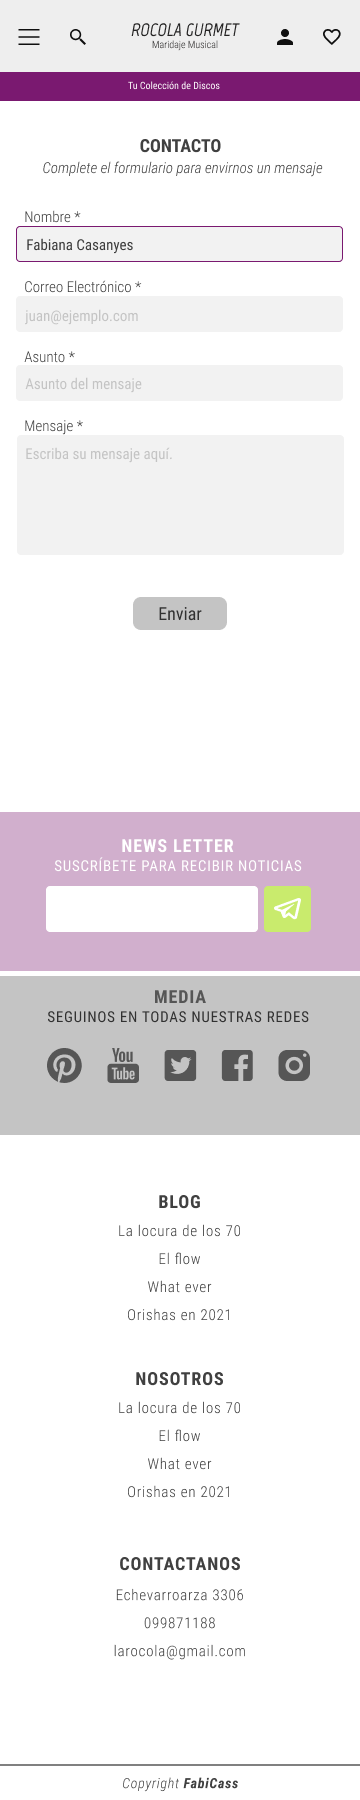 ROCOLA GURMET
Maridaje Musical
Tu Colección de Discos
CONTACTO
Complete el formulario para envirnos un mensaje
Nombre *
Fabiana Casanyes
Correo Electrónico *
juan@ejemplo.com
Asunto *
Asunto del mensaje
Mensaje *
Escriba su mensaje aquí.
Enviar
NEWS LETTER
SUSCRÍBETE PARA RECIBIR NOTICIAS
MEDIA
SEGUINOS EN TODAS NUESTRAS REDES
You
Tube
BLOG
La locura de los 70
El flow
What ever
Orishas en 2021
NOSOTROS
La locura de los 70
El flow
What ever
Orishas en 2021
CONTACTANOS
Echevarroarza 3306
099871188
larocola@gmail.com
Copyright FabiCass